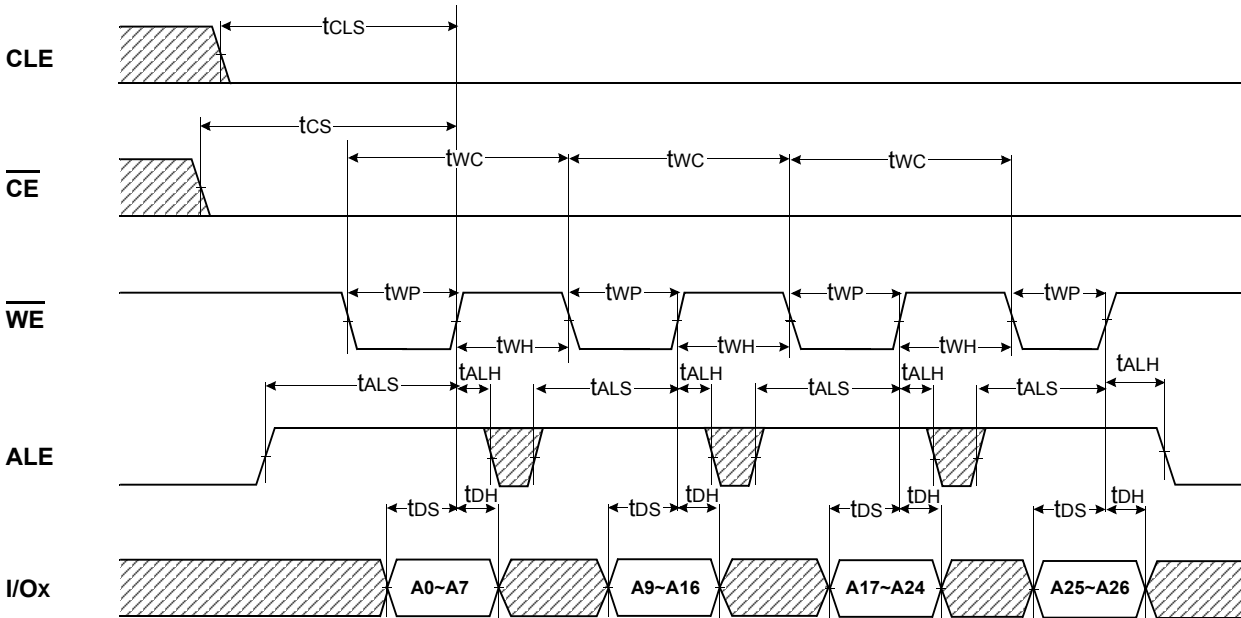 CLE
tCLS
tCS
CE
tWC tWC tWC
WE
tWP tWP tWP tWP
tWH tWH tWH
ALE
tALS tALH tALS tALH tALS tALH tALS tALH
tDS tDH tDS tDH tDS tDH tDS tDH
I/Ox
A0~A7 A9~A16 A17~A24 A25~A26